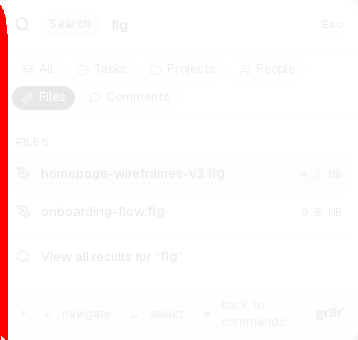 Search fig Esc
All Tasks Projects People
Files Comments
FILES
homepage-wireframes-v3.fig 4.2 MB
onboarding-flow.fig 6.8 MB
View all results for "fig"
↑ ↓ navigate ↵ select back to commands gr8r